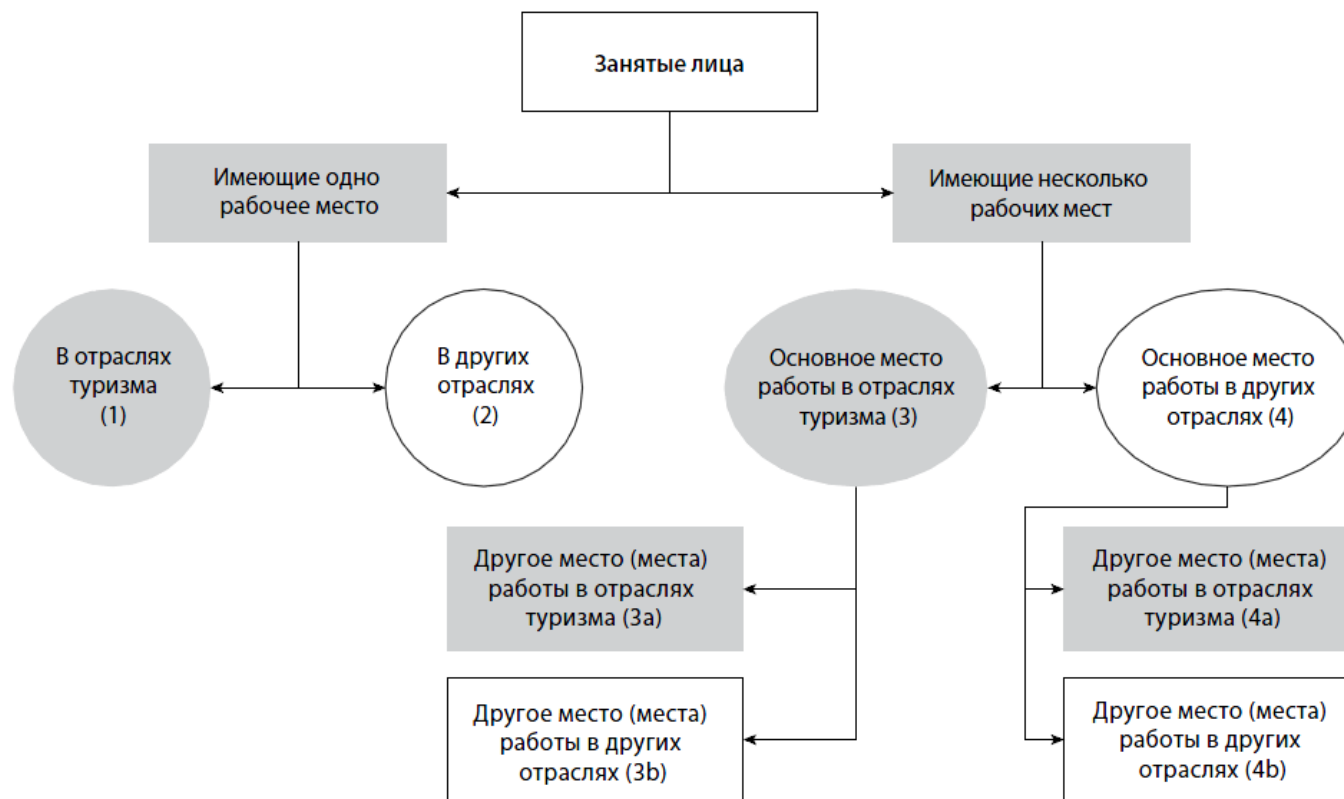 Занятые лица
Имеющие одно
рабочее место
Имеющие несколько
рабочих мест
В отраслях
туризма
(1)
В других
отраслях
(2)
Основное место
работы в отраслях
туризма (3)
Основное место
работы в других
отраслях (4)
Другое место (места)
работы в отраслях
туризма (3a)
Другое место (места)
работы в отраслях
туризма (4a)
Другое место (места)
работы в других
отраслях (3b)
Другое место (места)
работы в других
отраслях (4b)